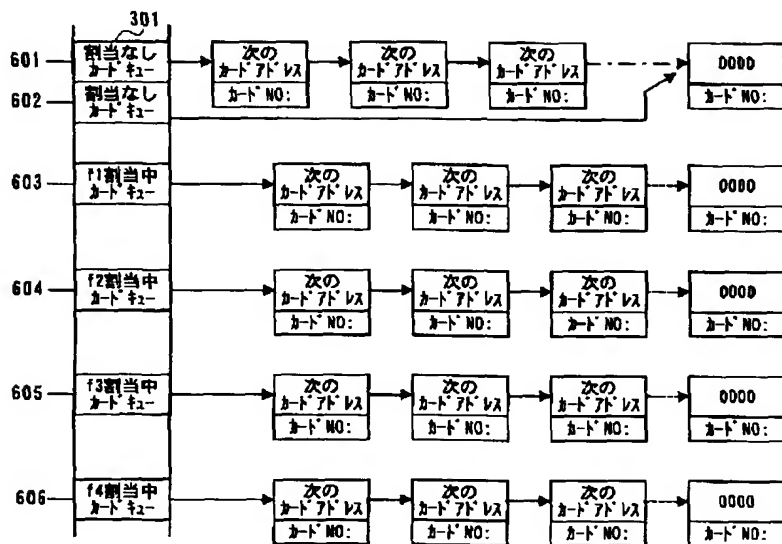 301
601
割当なし
カードキュー
次の
カードアドレス
カードNO:
次の
カードアドレス
カードNO:
次の
カードアドレス
カードNO:
0000
カードNO:
602
割当なし
カードキュー
603
f1割当中
カードキュー
次の
カードアドレス
カードNO:
次の
カードアドレス
カードNO:
次の
カードアドレス
カードNO:
0000
カードNO:
604
f2割当中
カードキュー
次の
カードアドレス
カードNO:
次の
カードアドレス
カードNO:
次の
カードアドレス
カードNO:
0000
カードNO:
605
f3割当中
カードキュー
次の
カードアドレス
カードNO:
次の
カードアドレス
カードNO:
次の
カードアドレス
カードNO:
0000
カードNO:
606
f4割当中
カードキュー
次の
カードアドレス
カードNO:
次の
カードアドレス
カードNO:
次の
カードアドレス
カードNO:
0000
カードNO: